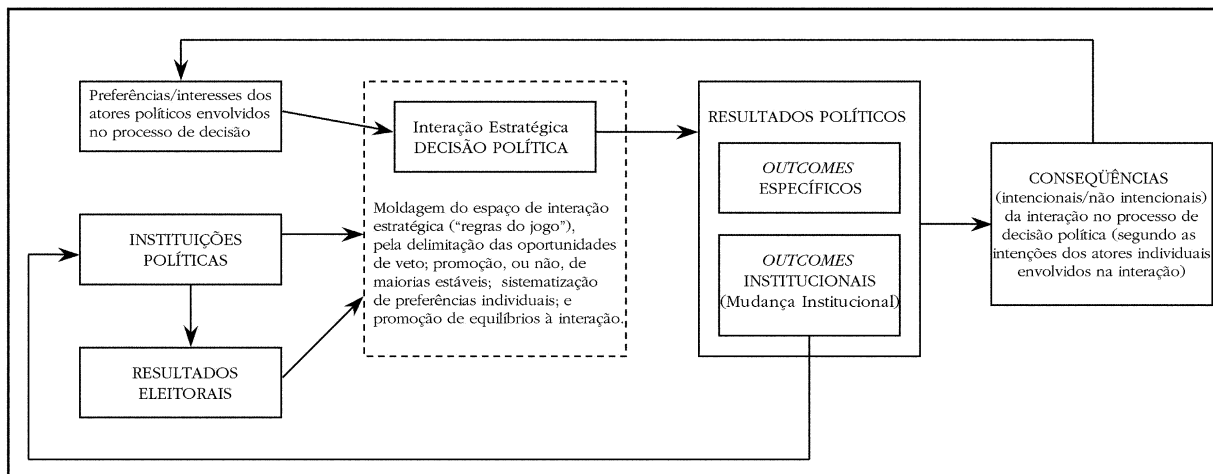 Preferências/interesses dos
atores políticos envolvidos
no processo de decisão
Interação Estratégica
DECISÃO POLÍTICA
Moldagem do espaço de interação
estratégica (“regras do jogo”),
pela delimitação das oportunidades
de veto; promoção, ou não, de
maiorias estáveis; sistematização
de preferências individuais; e
promoção de equilíbrios à interação.
INSTITUIÇÕES
POLÍTICAS
RESULTADOS
ELEITORAIS
RESULTADOS POLÍTICOS
OUTCOMES
ESPECÍFICOS
OUTCOMES
INSTITUCIONAIS
(Mudança Institucional)
CONSEQÜÊNCIAS
(intencionais/não intencionais)
da interação no processo de
decisão política (segundo as
intenções dos atores individuais
envolvidos na interação)